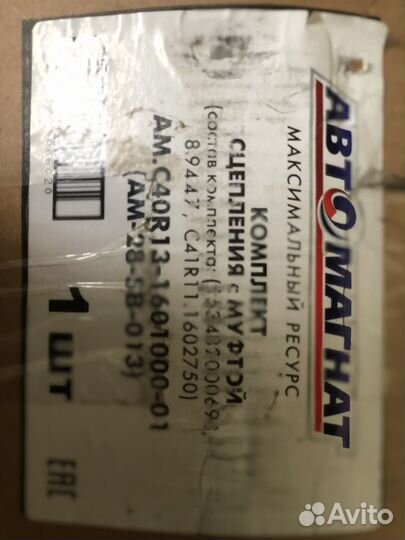 АВТОМАГНАТ
МАКСИМАЛЬНЫЙ РЕСУРС
КОМПЛЕКТ
СЦЕПЛЕНИЯ с МУФТОЙ
(состав комплекта:
8.9447, C41R11.1602750)
AM.C40R13-1601000-01
(AM-28-SB-013)
1 ШТ
EAC
Avito